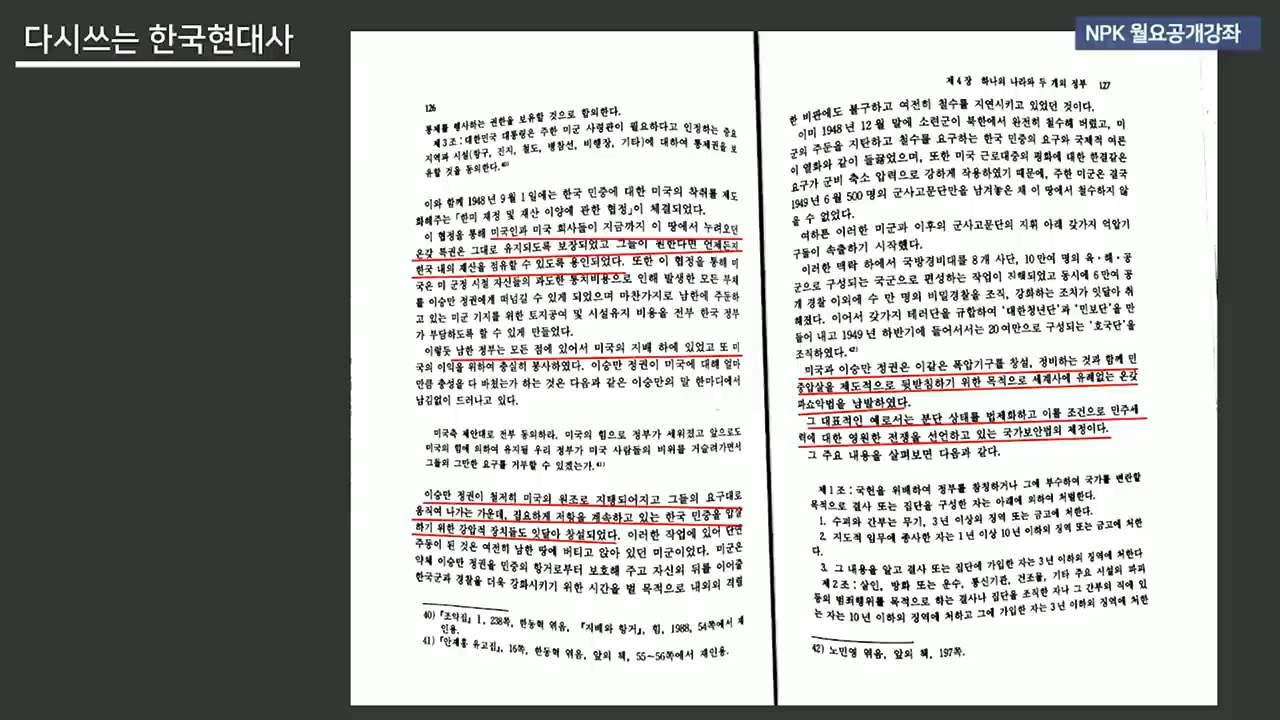 다시쓰는 한국현대사
NPK 월요공개강좌
126
통제를 행사하는 권한을 보유할 것으로 합의한다.
제3조: 대한민국 대통령은 주한 미군 사령관이 필요하다고 인정하는 중요
지역과 시설(항구, 진지, 철도, 병참선, 비행장, 기타)에 대하여 통제권을 보
유할 것을 동의한다.40)
이와 함께 1948년 9월 1일에는 한국 민중에 대한 미국의 착취를 제도
화해주는 「한미 재정 및 재산 이양에 관한 협정」이 체결되었다.
이 협정을 통해 미국인과 미국 회사들이 지금까지 이 땅에서 누려오던
온갖 특권은 그대로 유지되도록 보장되었고 그들이 원한다면 언제든지
한국 내의 재산을 점유할 수 있도록 용인되었다. 또한 이 협정을 통해 미
국은 미 군정 시절 자신들의 과도한 통치비용으로 인해 발생한 모든 부채
를 이승만 정권에게 떠넘길 수 있게 되었으며 마찬가지로 남한에 주둔하
고 있는 미군 기지를 위한 토지공여 및 시설유지 비용을 전부 한국 정부
가 부담하도록 할 수 있게 만들었다.
이렇듯 남한 정부는 모든 점에 있어서 미국의 지배 하에 있었고 또 미
국의 이익을 위하여 충실히 봉사하였다. 이승만 정권이 미국에 대해 얼마
만큼 충성을 다 바쳤는가 하는 것은 다음과 같은 이승만의 말 한마디에서
남김없이 드러나고 있다.
미국측 제안대로 전부 동의하라. 미국의 힘으로 정부가 세워졌고 앞으로도
미국의 힘에 의하여 유지될 우리 정부가 미국 사람들의 비위를 거슬려가면서
그들의 그만한 요구를 거부할 수 있겠는가.41)
이승만 정권이 철저히 미국의 원조로 지탱되어지고 그들의 요구대로
움직여 나가는 가운데, 집요하게 저항을 계속하고 있는 한국 민중을 압살
하기 위한 강압적 장치들도 잇달아 창설되었다. 이러한 작업에 있어 단연
주동이 된 것은 여전히 남한 땅에 버티고 앉아 있던 미군이었다. 미군은
약체 이승만 정권을 민중의 항거로부터 보호해 주고 자신의 뒤를 이어줄
한국군과 경찰을 더욱 강화시키기 위한 시간을 벌 목적으로 내외의 격렬
40) 『조약집』 1, 238쪽, 한동혁 엮음, 『지배와 항거』, 힘, 1988, 54쪽에서 재
인용.
41) 『안재홍 유고집』, 16쪽, 한동혁 엮음, 앞의 책, 55~56쪽에서 재인용.
제4장 하나의 나라와 두 개의 정부 127
한 비판에도 불구하고 여전히 철수를 지연시키고 있었던 것이다.
이미 1948년 12월 말에 소련군이 북한에서 완전히 철수해 버렸고, 미
군의 주둔을 지탄하고 철수를 요구하는 한국 민중의 요구와 국제적 여론
이 열화와 같이 들끓었으며, 또한 미국 근로대중의 평화에 대한 한결같은
요구가 군비 축소 압력으로 강하게 작용하였기 때문에, 주한 미군은 결국
1949년 6월 500명의 군사고문단만을 남겨놓은 채 이 땅에서 철수하지 않
을 수 없었다.
여하튼 이러한 미군과 이후의 군사고문단의 지휘 아래 갖가지 억압기
구들이 속출하기 시작했다.
이러한 맥락 하에서 국방경비대를 8개 사단, 10만여 명의 육·해·공
군으로 구성되는 국군으로 편성하는 작업이 진행되었고 동시에 6만여 공
개 경찰 이외에 수 만 명의 비밀경찰을 조직, 강화하는 조치가 잇달아 취
해졌다. 이어서 갖가지 테러단을 규합하여 '대한청년단'과 '민보단'을 만
들어 내고 1949년 하반기에 들어서서는 20여만으로 구성되는 '호국단'을
조직하였다.42)
미국과 이승만 정권은 이같은 폭압기구를 창설, 정비하는 것과 함께 민
중압살을 제도적으로 뒷받침하기 위한 목적으로 세계사에 유례없는 온갖
파쇼악법을 남발하였다.
그 대표적인 예로서는 분단 상태를 법제화하고 이를 조건으로 민주세
력에 대한 영원한 전쟁을 선언하고 있는 국가보안법의 제정이다.
그 주요 내용을 살펴보면 다음과 같다.
제1조: 국헌을 위배하여 정부를 참칭하거나 그에 부수하여 국가를 변란할
목적으로 결사 또는 집단을 구성한 자는 아래에 의하여 처벌한다.
1. 수괴와 간부는 무기, 3년 이상의 징역 또는 금고에 처한다.
2. 지도적 임무에 종사한 자는 1년 이상 10년 이하의 징역 또는 금고에 처한
다.
3. 그 내용을 알고 결사 또는 집단에 가입한 자는 3년 이하의 징역에 처한다
제2조: 살인, 방화 또는 운수, 통신기관, 건조물, 기타 주요 시설의 파괴
등의 범죄행위를 목적으로 하는 결사나 집단을 조직한 자나 그 간부의 직에 있
는 자는 10년 이하의 징역에 처하고 그에 가입한 자는 3년 이하의 징역에 처한
42) 노민영 엮음, 앞의 책, 197쪽.